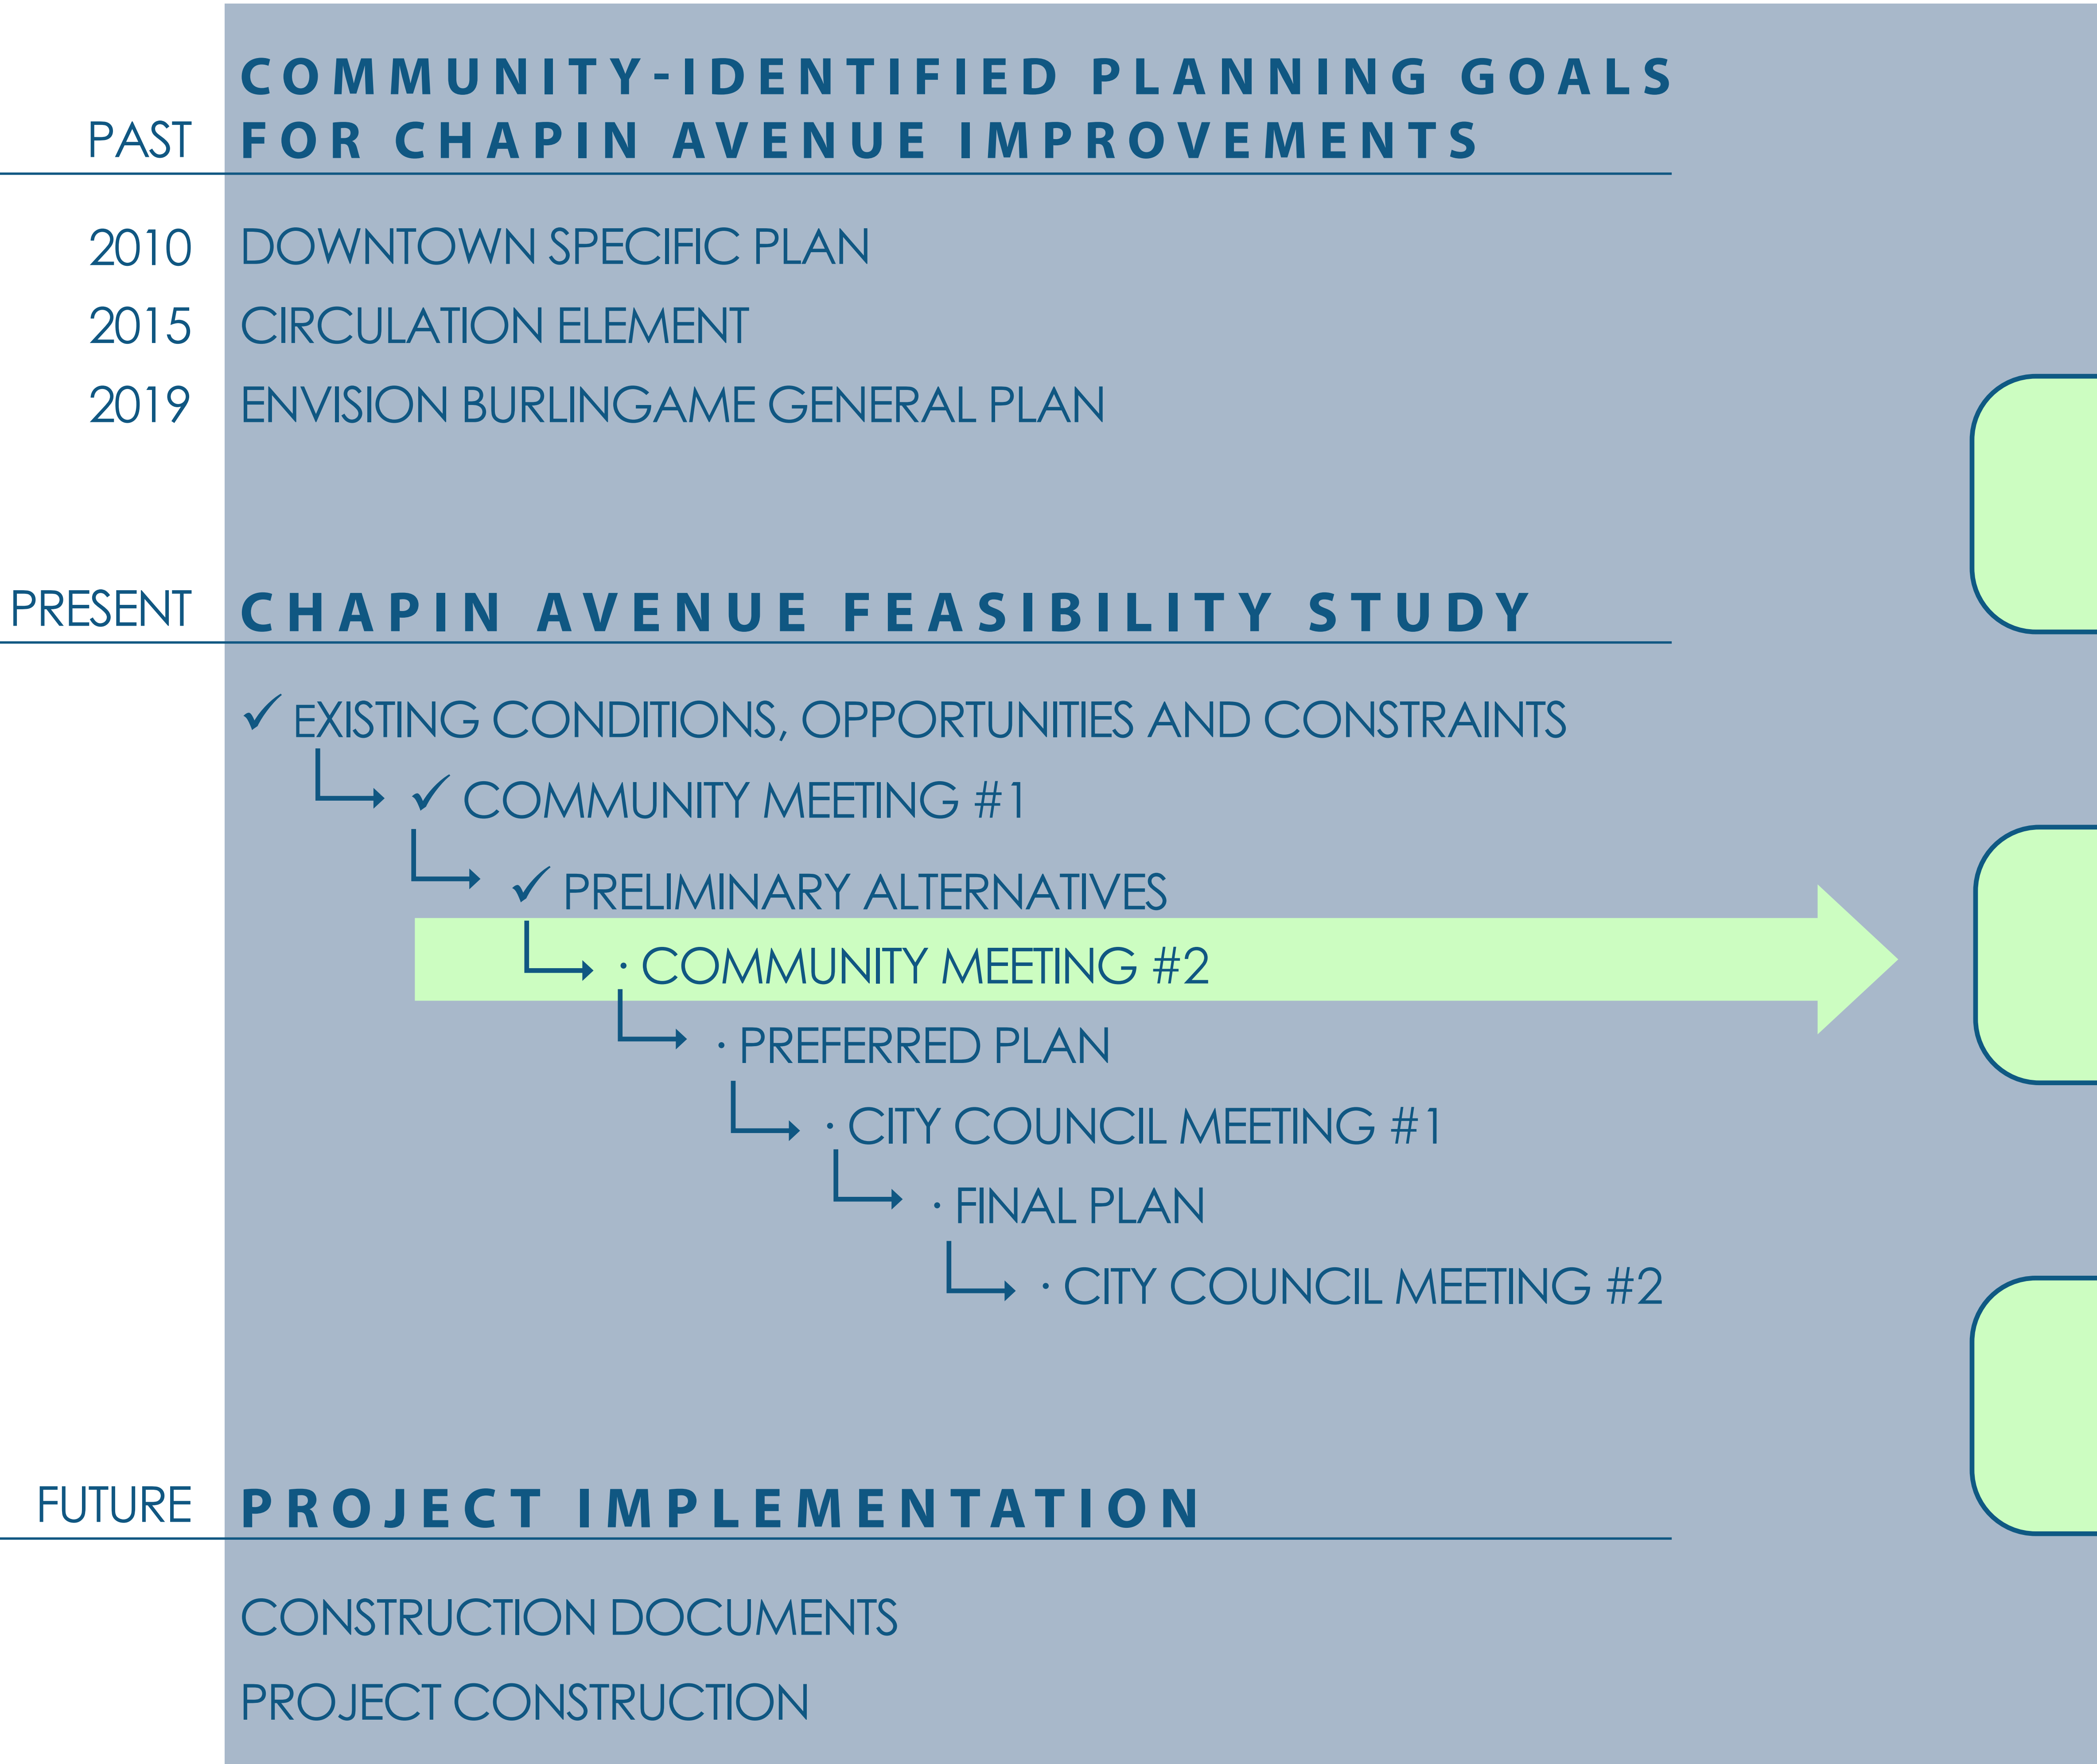 COMMUNITY-IDENTIFIED PLANNING GOALS
PAST FOR CHAPIN AVENUE IMPROVEMENTS
2010 DOWNTOWN SPECIFIC PLAN
2015 CIRCULATION ELEMENT
2019 ENVISION BURLINGAME GENERAL PLAN
PRESENT CHAPIN AVENUE FEASIBILITY STUDY
✓ EXISTING CONDITIONS, OPPORTUNITIES AND CONSTRAINTS
✓ COMMUNITY MEETING #1
✓ PRELIMINARY ALTERNATIVES
· COMMUNITY MEETING #2
· PREFERRED PLAN
· CITY COUNCIL MEETING #1
· FINAL PLAN
· CITY COUNCIL MEETING #2
FUTURE PROJECT IMPLEMENTATION
CONSTRUCTION DOCUMENTS
PROJECT CONSTRUCTION